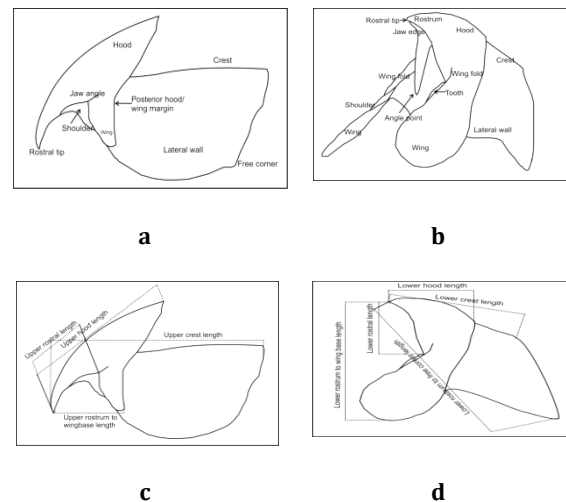 Hood
Crest
Jaw angle
Posterior hood/
wing margin
Shoulder
Wing
Rostral tip
Lateral wall
Free corner
a
Rostral tip
Rostrum
Jaw edge
Hood
Crest
Wing fold
Wing fold
Tooth
Shoulder
Angle point
Wing
Lateral wall
Wing
b
Upper rostral length
Upper hood length
Upper crest length
Upper rostrum to
wingbase length
c
Lower hood length
Lower crest length
Lower rostral length
Lower rostrum to wing base length
Lower rostrum to free corner length
d